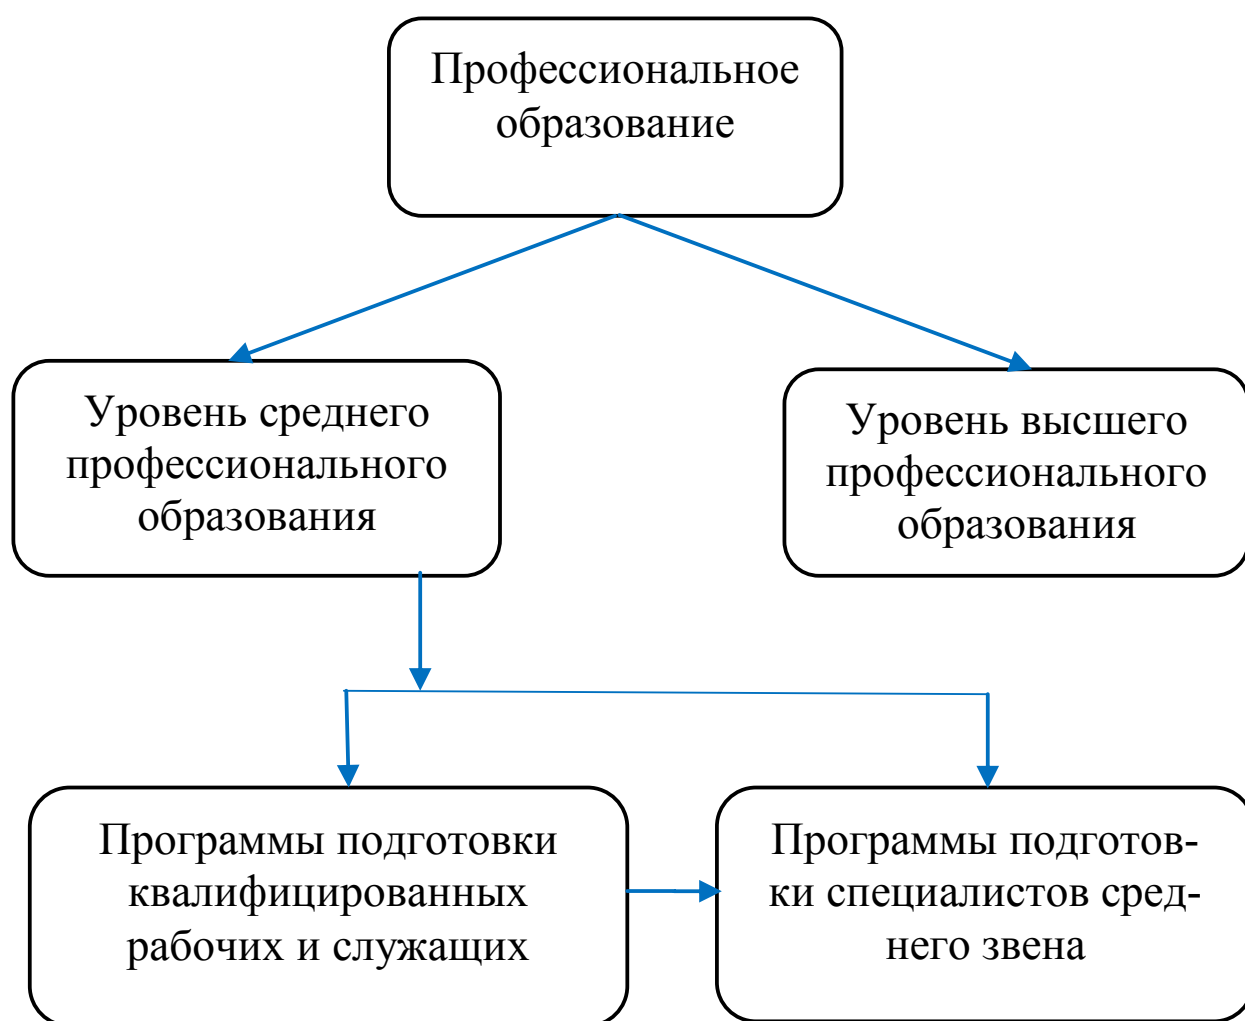 Профессиональное
образование
Уровень среднего
профессионального
образования
Уровень высшего
профессионального
образования
Программы подготовки
квалифицированных
рабочих и служащих
Программы подготов-
ки специалистов сред-
него звена